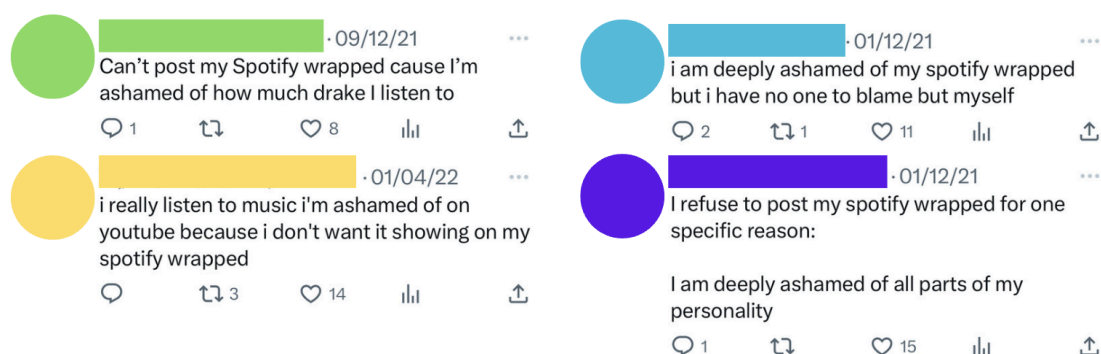 · 09/12/21
Can’t post my Spotify wrapped cause I’m
ashamed of how much drake I listen to
1 8
· 01/04/22
i really listen to music i'm ashamed of on
youtube because i don't want it showing on my
spotify wrapped
3 14
· 01/12/21
i am deeply ashamed of my spotify wrapped
but i have no one to blame but myself
2 1 11
· 01/12/21
I refuse to post my spotify wrapped for one
specific reason:
I am deeply ashamed of all parts of my
personality
1 15